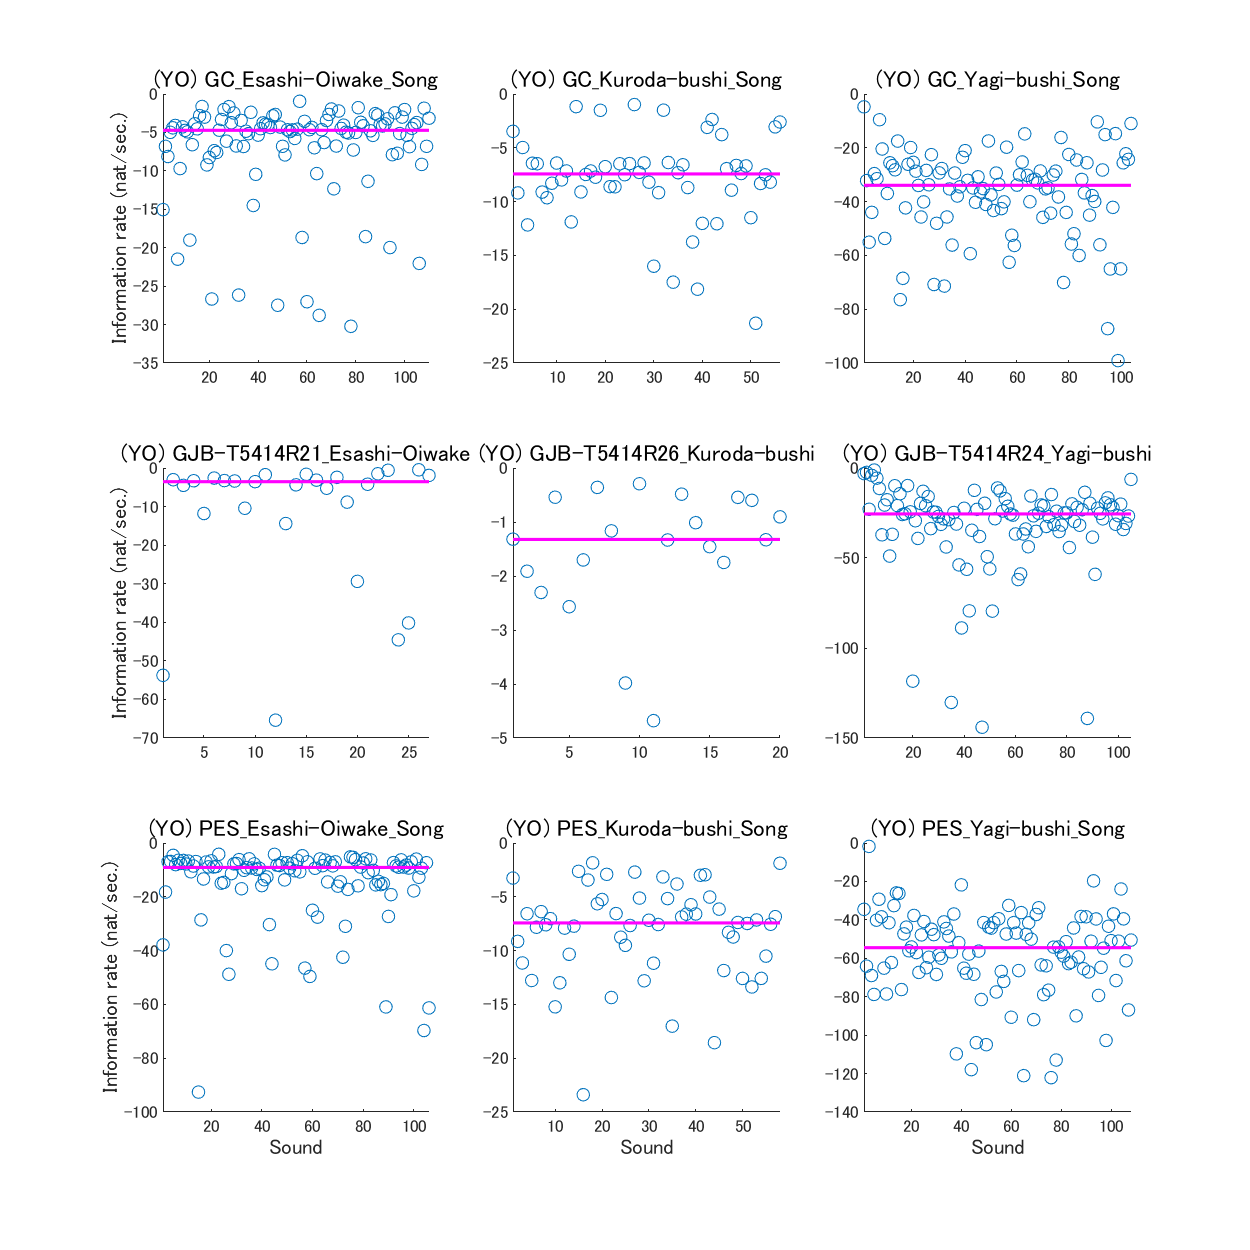 (YO) GC_Esashi-Oiwake_Song
(YO) GC_Kuroda-bushi_Song
(YO) GC_Yagi-bushi_Song
Information rate (nat/sec.)
0
-5
-10
-15
-20
-25
-30
-35
20 40 60 80 100
0
-5
-10
-15
-20
-25
10 20 30 40 50
0
-20
-40
-60
-80
-100
20 40 60 80 100
(YO) GJB-T5414R21_Esashi-Oiwake
(YO) GJB-T5414R26_Kuroda-bushi
(YO) GJB-T5414R24_Yagi-bushi
Information rate (nat/sec.)
0
-10
-20
-30
-40
-50
-60
-70
5 10 15 20 25
0
-1
-2
-3
-4
-5
5 10 15 20
0
-50
-100
-150
20 40 60 80 100
(YO) PES_Esashi-Oiwake_Song
(YO) PES_Kuroda-bushi_Song
(YO) PES_Yagi-bushi_Song
Information rate (nat/sec.)
0
-20
-40
-60
-80
-100
20 40 60 80 100
Sound
0
-5
-10
-15
-20
-25
10 20 30 40 50
Sound
0
-20
-40
-60
-80
-100
-120
-140
20 40 60 80 100
Sound